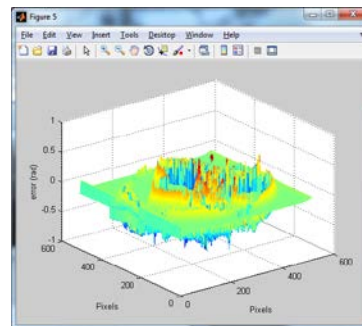 Figure 5
File Edit View Insert Tools Desktop Window Help
1
0.5
0
-0.5
-1
error (rad)
600
400
200
0
Pixels
0
200
400
600
Pixels